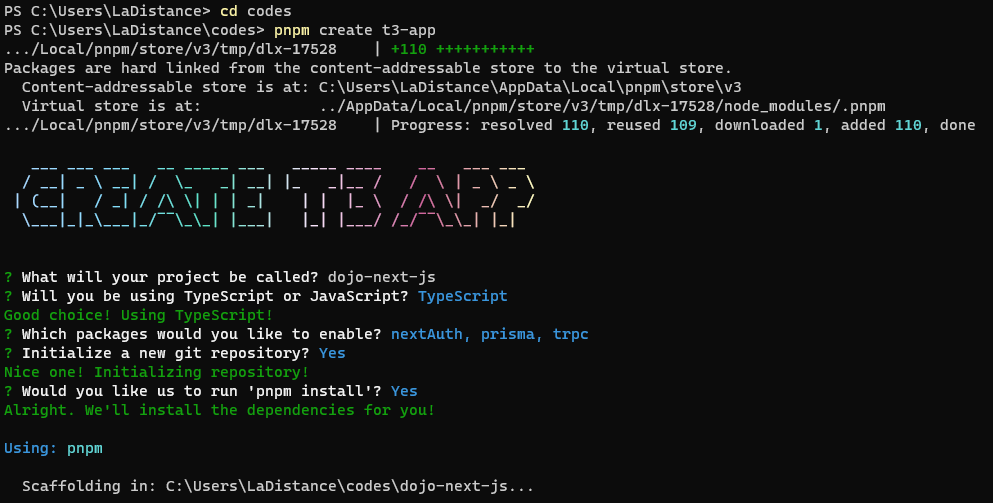 PS C:\Users\LaDistance> cd codes
PS C:\Users\LaDistance\codes> pnpm create t3-app
.../Local/pnpm/store/v3/tmp/dlx-17528    | +110 +++++++++++
Packages are hard linked from the content-addressable store to the virtual store.
  Content-addressable store is at: C:\Users\LaDistance\AppData\Local\pnpm\store\v3
  Virtual store is at:             ../AppData/Local/pnpm/store/v3/tmp/dlx-17528/node_modules/.pnpm
.../Local/pnpm/store/v3/tmp/dlx-17528    | Progress: resolved 110, reused 109, downloaded 1, added 110, done
CREATE T3 APP
? What will your project be called? dojo-next-js
? Will you be using TypeScript or JavaScript? TypeScript
Good choice! Using TypeScript!
? Which packages would you like to enable? nextAuth, prisma, trpc
? Initialize a new git repository? Yes
Nice one! Initializing repository!
? Would you like us to run 'pnpm install'? Yes
Alright. We'll install the dependencies for you!
Using: pnpm
  Scaffolding in: C:\Users\LaDistance\codes\dojo-next-js...